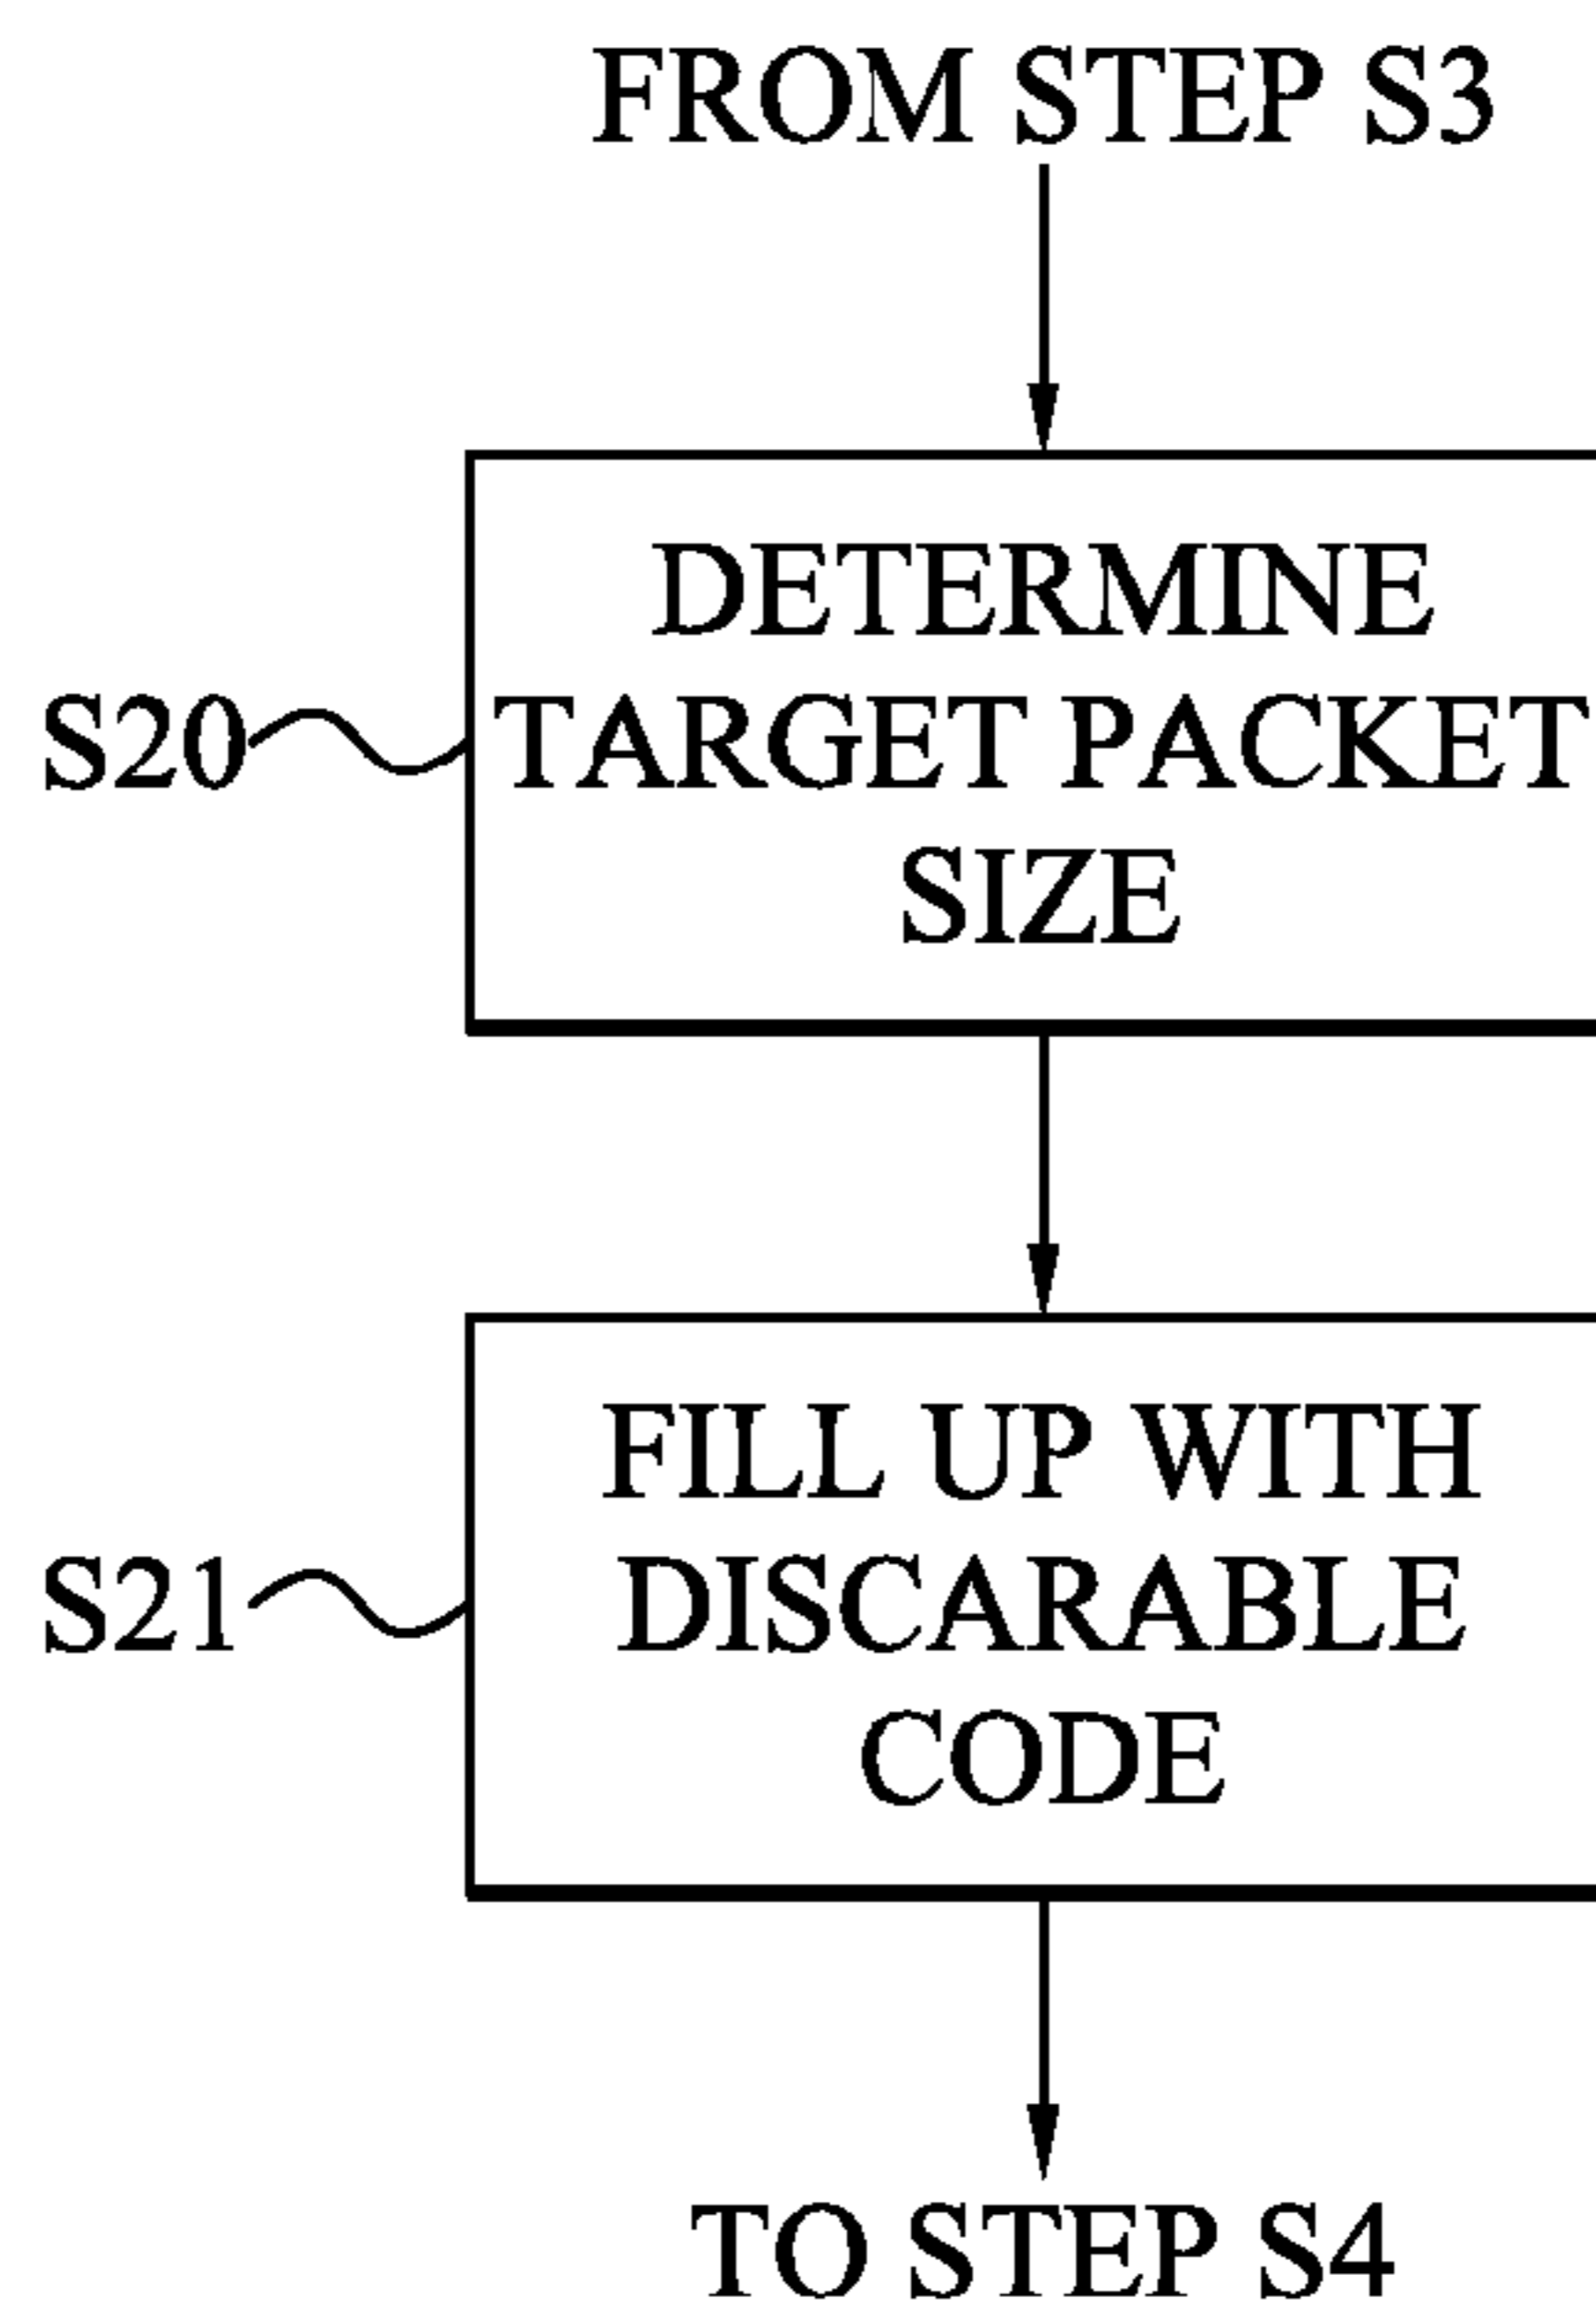 FROM STEP S3
DETERMINE
S20 TARGET PACKET
SIZE
FILL UP WITH
S21 DISCARABLE
CODE
TO STEP S4